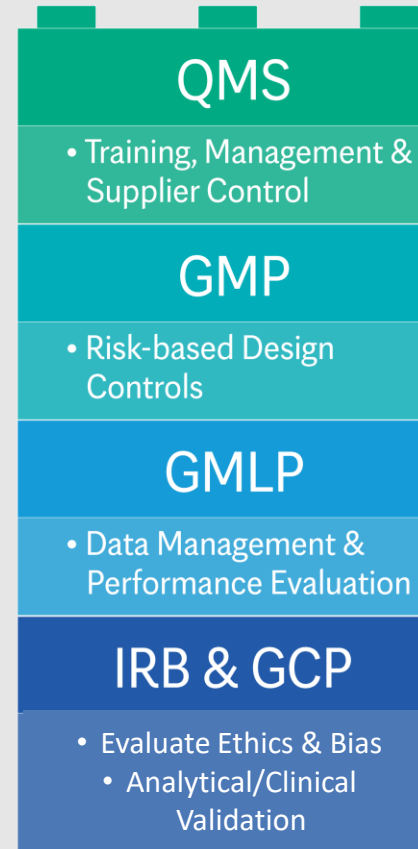 QMS
• Training, Management &
Supplier Control
GMP
• Risk-based Design
Controls
GMLP
• Data Management &
Performance Evaluation
IRB & GCP
• Evaluate Ethics & Bias
• Analytical/Clinical
Validation